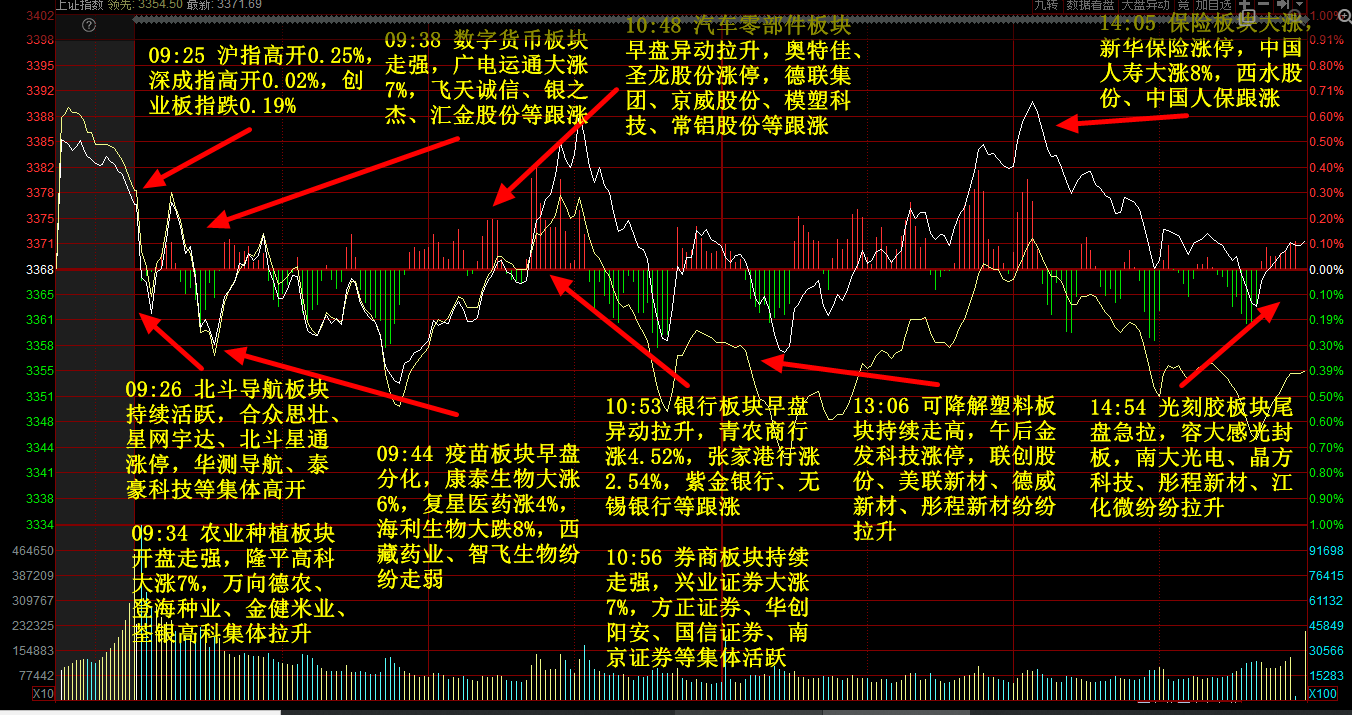 上证指数 领先: 3354.50 最新: 3371.69
九转 数据看盘 大盘异动 竞 加自选
09:25 沪指高开0.25%,
深成指高开0.02%, 创
业板指跌0.19%
09:38 数字货币板块
走强, 广电运通大涨
7%, 飞天诚信、银之
杰、汇金股份等跟涨
10:48 汽车零部件板块
早盘异动拉升, 奥特佳、
圣龙股份涨停, 德联集
团、京威股份、模塑科
技、常铝股份等跟涨
14:05 保险板块大涨,
新华保险涨停, 中国
人寿大涨8%, 西水股
份、中国人保跟涨
09:26 北斗导航板块
持续活跃, 合众思壮、
星网宇达、北斗星通
涨停, 华测导航、泰
豪科技等集体高开
09:34 农业种植板块
开盘走强, 隆平高科
大涨7%, 万向德农、
登海种业、金健米业、
荃银高科集体拉升
09:44 疫苗板块早盘
分化, 康泰生物大涨
6%, 复星医药涨4%,
海利生物大跌8%, 西
藏药业、智飞生物纷
纷走弱
10:53 银行板块早盘
异动拉升, 青农商行
涨4.52%, 张家港行涨
2.54%, 紫金银行、无
锡银行等跟涨
10:56 券商板块持续
走强, 兴业证券大涨
7%, 方正证券、华创
阳安、国信证券、南
京证券等集体活跃
13:06 可降解塑料板
块持续走高, 午后金
发科技涨停, 联创股
份、美联新材、德威
新材、彤程新材纷纷
拉升
14:54 光刻胶板块尾
盘急拉, 容大感光封
板, 南大光电、晶方
科技、彤程新材、江
化微纷纷拉升
3402
3398
3395
3392
3388
3385
3382
3378
3375
3371
3368
3365
3361
3358
3355
3351
3348
3344
3341
3338
3334
464650
387209
309767
232325
154883
77442
X10
1.00%
0.91%
0.80%
0.71%
0.60%
0.50%
0.40%
0.30%
0.20%
0.10%
0.00%
0.10%
0.19%
0.30%
0.39%
0.50%
0.60%
0.70%
0.80%
0.90%
1.00%
91698
76415
61132
45849
30566
15283
X100